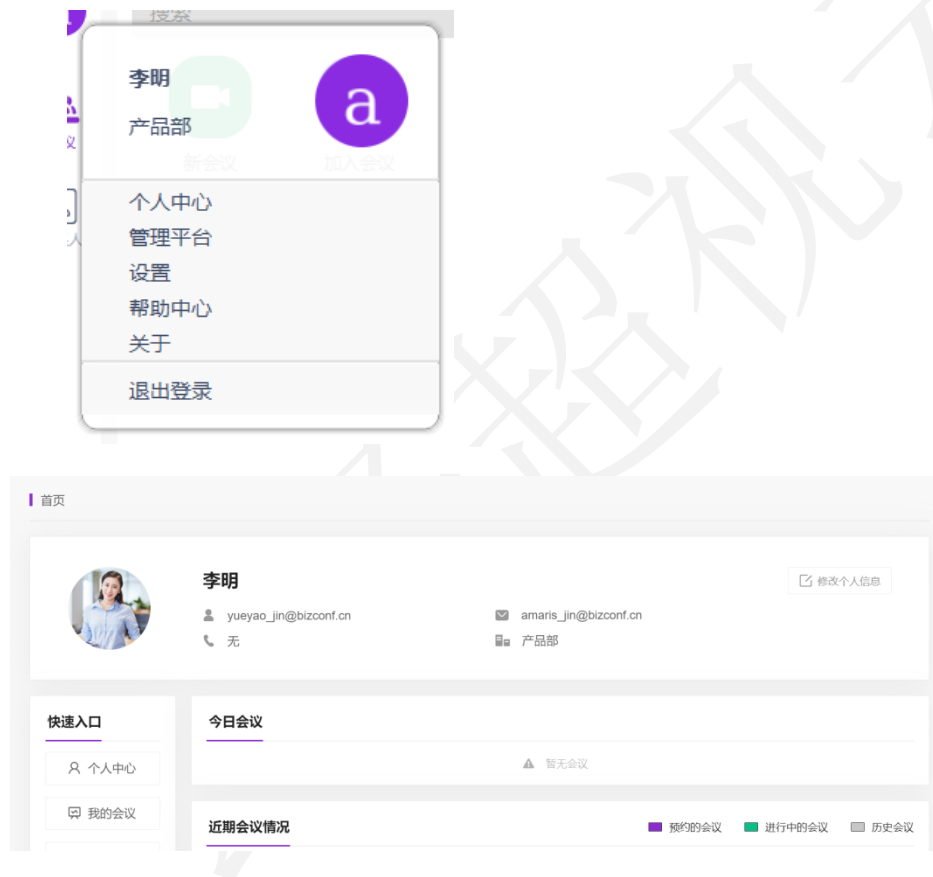 搜索
李明
a
产品部
新会议
加入会议
个人中心
管理平台
设置
帮助中心
关于
退出登录
首页
李明
修改个人信息
yueyao_jin@bizconf.cn
amaris_jin@bizconf.cn
无
产品部
快速入口
今日会议
个人中心
暂无会议
我的会议
近期会议情况
预约的会议
进行中的会议
历史会议